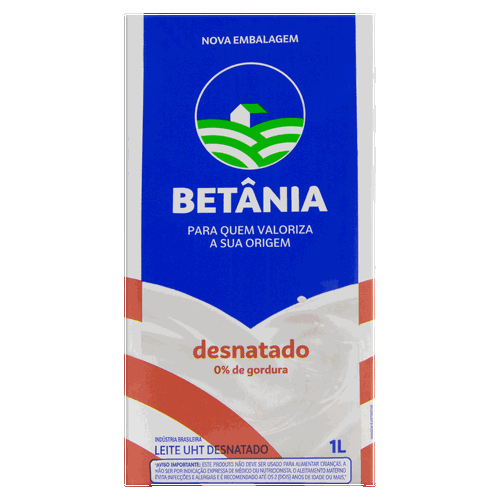 NOVA EMBALAGEM
BETÂNIA
PARA QUEM VALORIZA
A SUA ORIGEM
desnatado
0% de gordura
INDÚSTRIA BRASILEIRA
LEITE UHT DESNATADO
1L
"AVISO IMPORTANTE: ESTE PRODUTO NÃO DEVE SER USADO PARA ALIMENTAR CRIANÇAS, A
NÃO SER POR INDICAÇÃO EXPRESSA DE MÉDICO OU NUTRICIONISTA. O ALEITAMENTO MATERNO
EVITA INFECÇÕES E ALERGIAS E É RECOMENDADO ATÉ OS 2 (DOIS) ANOS DE IDADE OU MAIS."